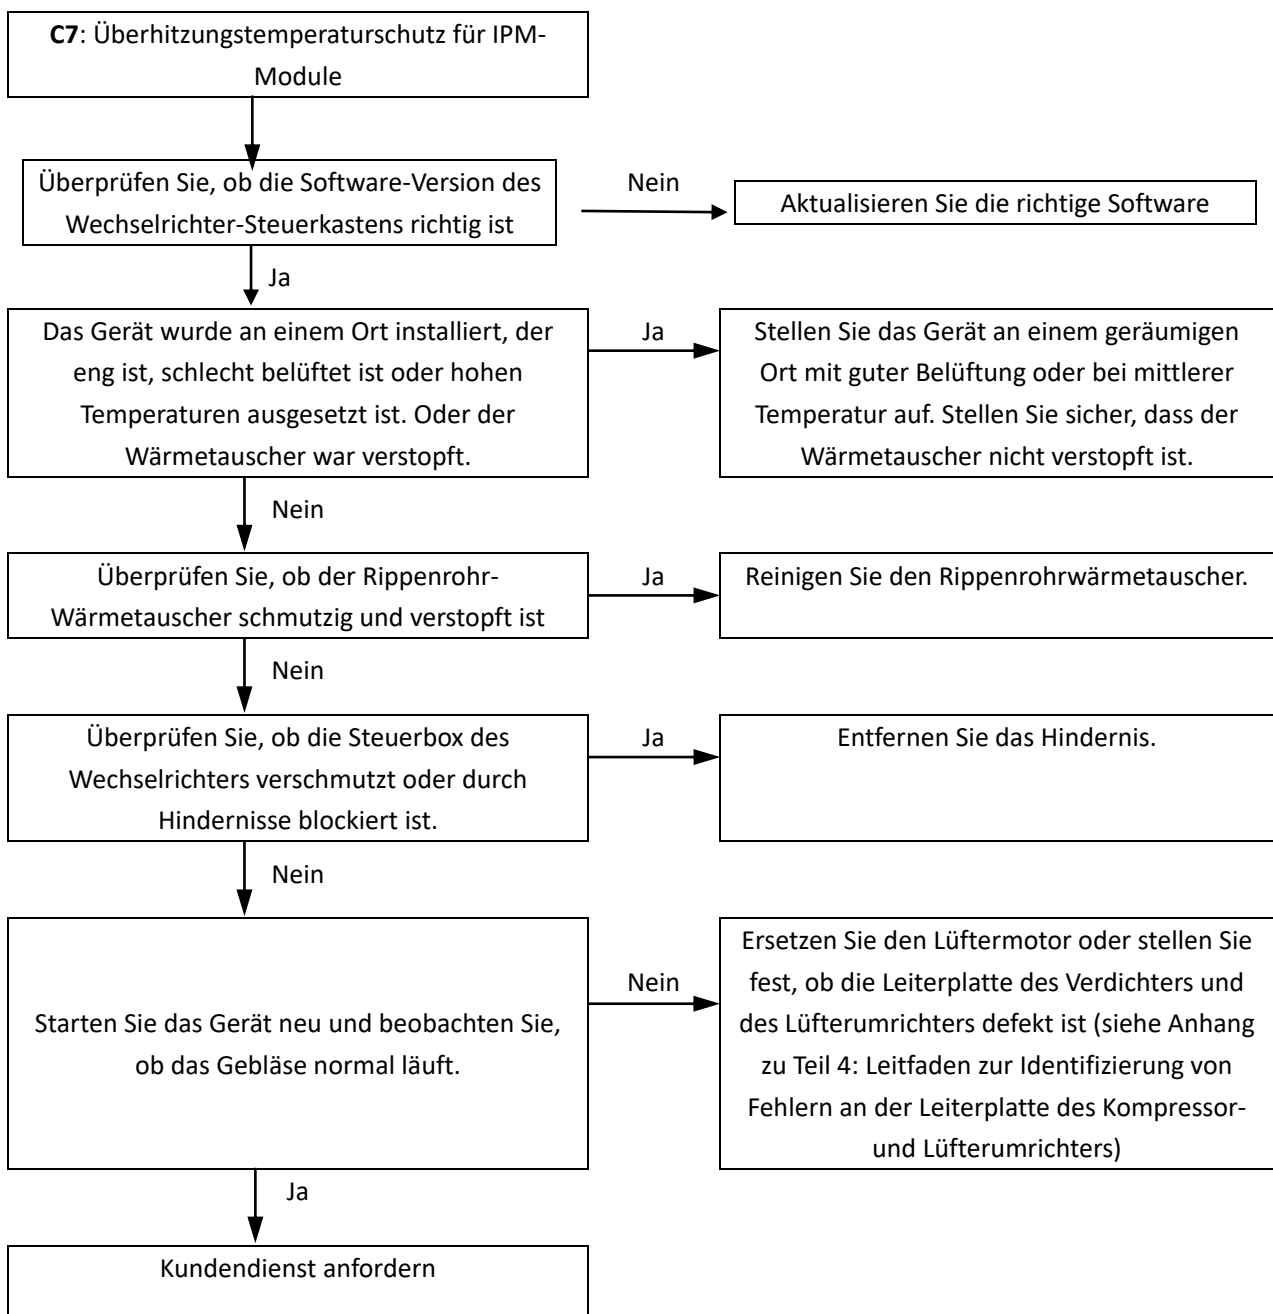 C7: Überhitzungstemperaturschutz für IPM-
Module
Überprüfen Sie, ob die Software-Version des
Wechselrichter-Steuerkastens richtig ist
Nein
Aktualisieren Sie die richtige Software
Ja
Das Gerät wurde an einem Ort installiert, der
eng ist, schlecht belüftet ist oder hohen
Temperaturen ausgesetzt ist. Oder der
Wärmetauscher war verstopft.
Ja
Stellen Sie das Gerät an einem geräumigen
Ort mit guter Belüftung oder bei mittlerer
Temperatur auf. Stellen Sie sicher, dass der
Wärmetauscher nicht verstopft ist.
Nein
Überprüfen Sie, ob der Rippenrohr-
Wärmetauscher schmutzig und verstopft ist
Ja
Reinigen Sie den Rippenrohrwärmetauscher.
Nein
Überprüfen Sie, ob die Steuerbox des
Wechselrichters verschmutzt oder durch
Hindernisse blockiert ist.
Ja
Entfernen Sie das Hindernis.
Nein
Starten Sie das Gerät neu und beobachten Sie,
ob das Gebläse normal läuft.
Nein
Ersetzen Sie den Lüftermotor oder stellen Sie
fest, ob die Leiterplatte des Verdichters und
des Lüfterumrichters defekt ist (siehe Anhang
zu Teil 4: Leitfaden zur Identifizierung von
Fehlern an der Leiterplatte des Kompressor-
und Lüfterumrichters)
Ja
Kundendienst anfordern